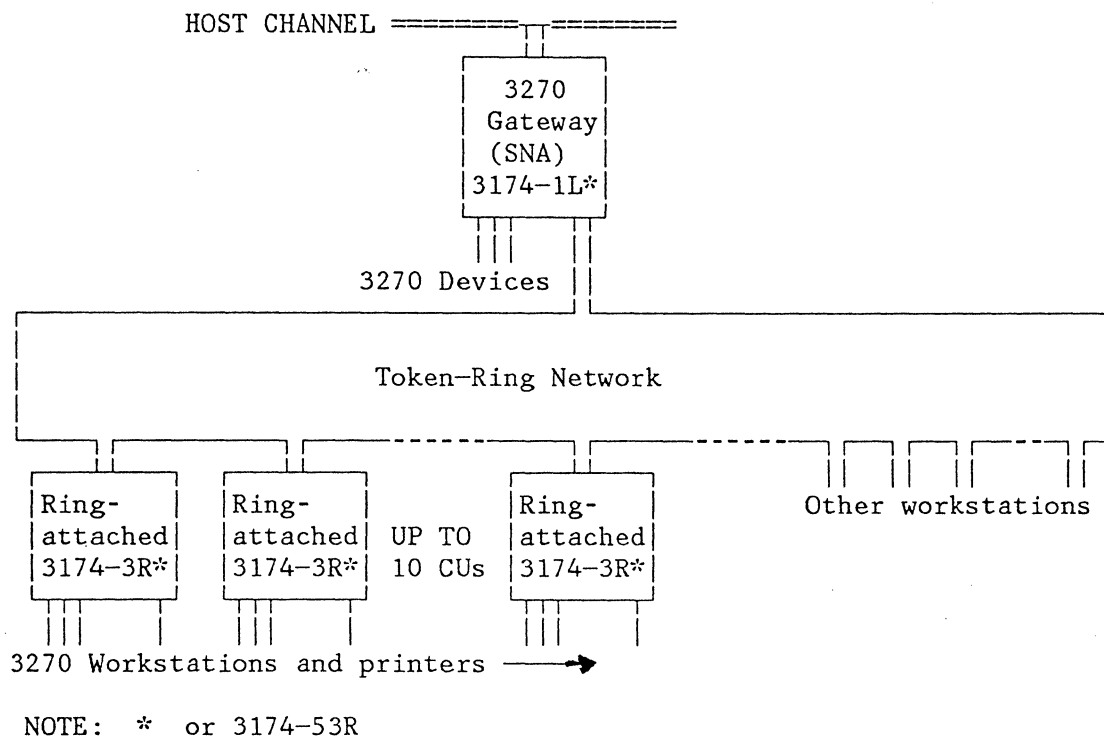 HOST CHANNEL
3270
Gateway
(SNA)
3174-1L*
3270 Devices
Token-Ring Network
Ring-
attached
3174-3R*
Ring-
attached
3174-3R*
UP TO
10 CUs
Ring-
attached
3174-3R*
Other workstations
3270 Workstations and printers
NOTE: * or 3174-53R